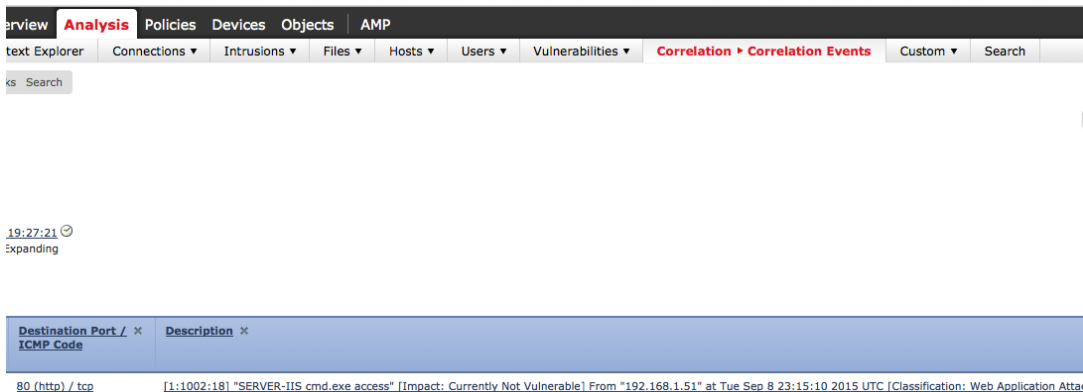 erview Analysis Policies Devices Objects AMP
text Explorer Connections ▾ Intrusions ▾ Files ▾ Hosts ▾ Users ▾ Vulnerabilities ▾ Correlation ▸ Correlation Events Custom ▾ Search
ks Search
19:27:21
Expanding
Destination Port / × Description ×
ICMP Code
80 (http) / tcp [1:1002:18] "SERVER-IIS cmd.exe access" [Impact: Currently Not Vulnerable] From "192.168.1.51" at Tue Sep 8 23:15:10 2015 UTC [Classification: Web Application Attac